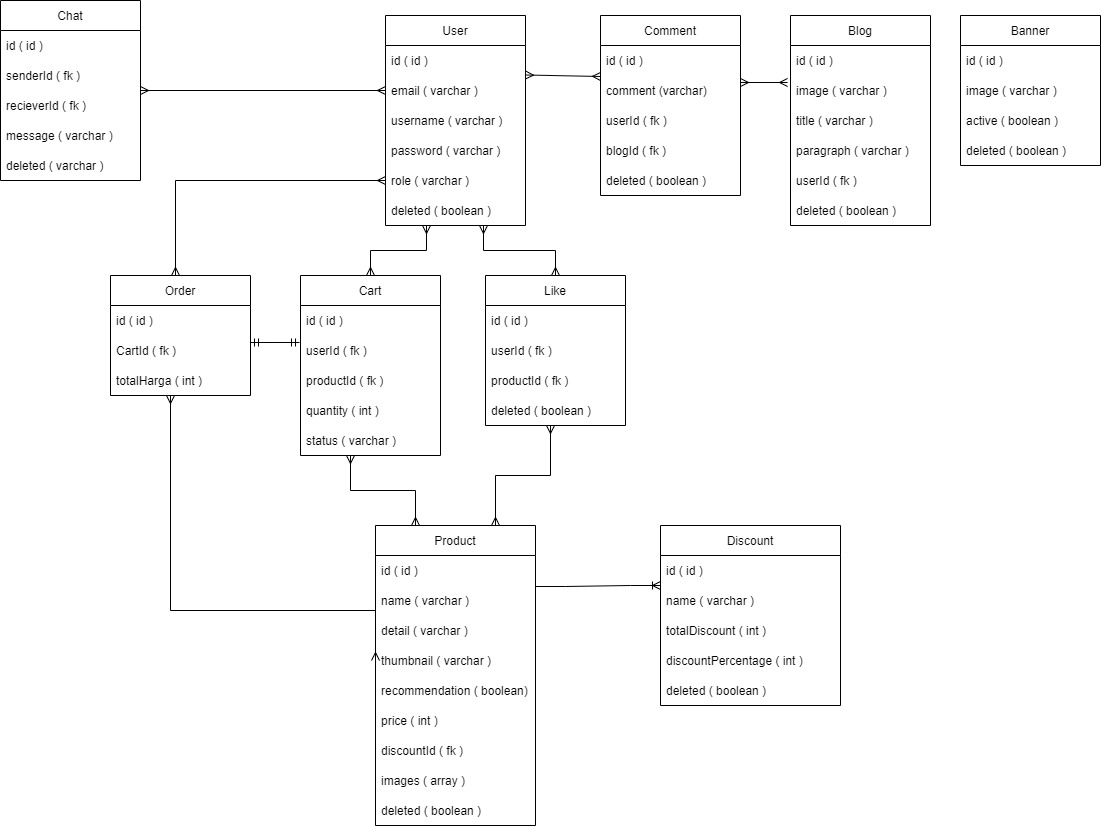 Chat
id ( id )
senderId ( fk )
recieverId ( fk )
message ( varchar )
deleted ( varchar )
User
id ( id )
email ( varchar )
username ( varchar )
password ( varchar )
role ( varchar )
deleted ( boolean )
Comment
id ( id )
comment (varchar)
userId ( fk )
blogId ( fk )
deleted ( boolean )
Blog
id ( id )
image ( varchar )
title ( varchar )
paragraph ( varchar )
userId ( fk )
deleted ( boolean )
Banner
id ( id )
image ( varchar )
active ( boolean )
deleted ( boolean )
Order
id ( id )
CartId ( fk )
totalHarga ( int )
Cart
id ( id )
userId ( fk )
productId ( fk )
quantity ( int )
status ( varchar )
Like
id ( id )
userId ( fk )
productId ( fk )
deleted ( boolean )
Product
id ( id )
name ( varchar )
detail ( varchar )
thumbnail ( varchar )
recommendation ( boolean)
price ( int )
discountId ( fk )
images ( array )
deleted ( boolean )
Discount
id ( id )
name ( varchar )
totalDiscount ( int )
discountPercentage ( int )
deleted ( boolean )